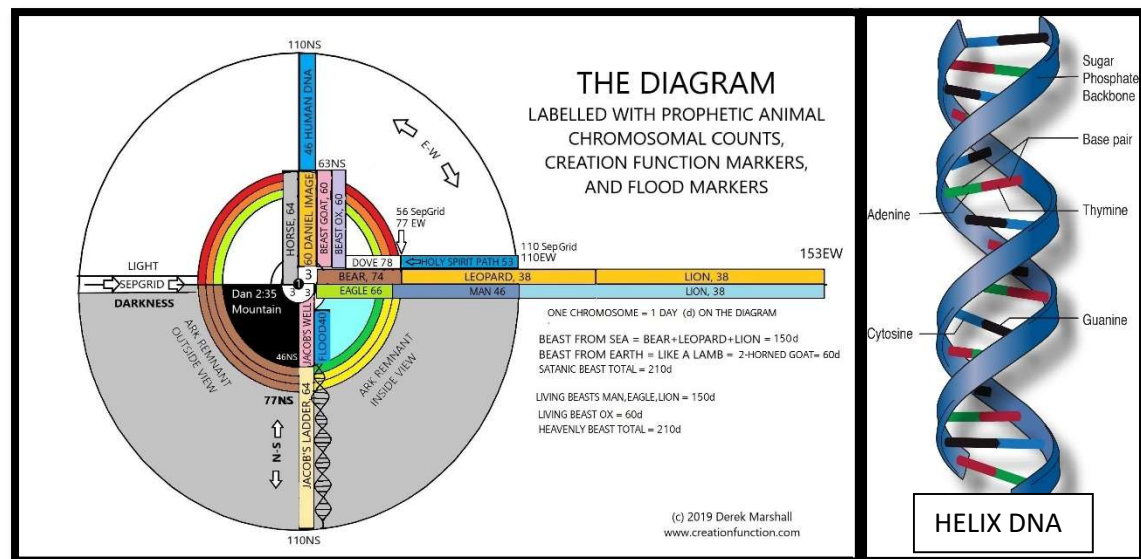 110NS
THE DIAGRAM
LABELLED WITH PROPHETIC ANIMAL
CHROMOSOMAL COUNTS,
CREATION FUNCTION MARKERS,
AND FLOOD MARKERS
46 HUMAN DNA
E-W
63NS
HORSE, 64
60 DANIEL IMAGE
BEAST GOAT, 60
BEAST OX, 60
56 SepGrid
77 EW
DOVE 78
HOLY SPIRIT PATH 53
110 SepGrid
110EW
153EW
LIGHT
SEPGRID
DARKNESS
3
BEAR, 74
LEOPARD, 38
LION, 38
1
3
3
EAGLE 66
MAN 46
LION, 38
Dan 2:35
Mountain
46NS
JACOB'S WELL
FLOOD40
ARK REMNANT
OUTSIDE VIEW
ARK REMNANT
INSIDE VIEW
77NS
N-S
JACOB'S LADDER, 64
110NS
ONE CHROMOSOME = 1 DAY (d) ON THE DIAGRAM
BEAST FROM SEA = BEAR+LEOPARD+LION = 150d
BEAST FROM EARTH = LIKE A LAMB = 2-HORNED GOAT= 60d
SATANIC BEAST TOTAL = 210d
LIVING BEASTS MAN,EAGLE,LION = 150d
LIVING BEAST OX = 60d
HEAVENLY BEAST TOTAL = 210d
(c) 2019 Derek Marshall
www.creationfunction.com
Sugar
Phosphate
Backbone
Base pair
Adenine
Thymine
Cytosine
Guanine
HELIX DNA